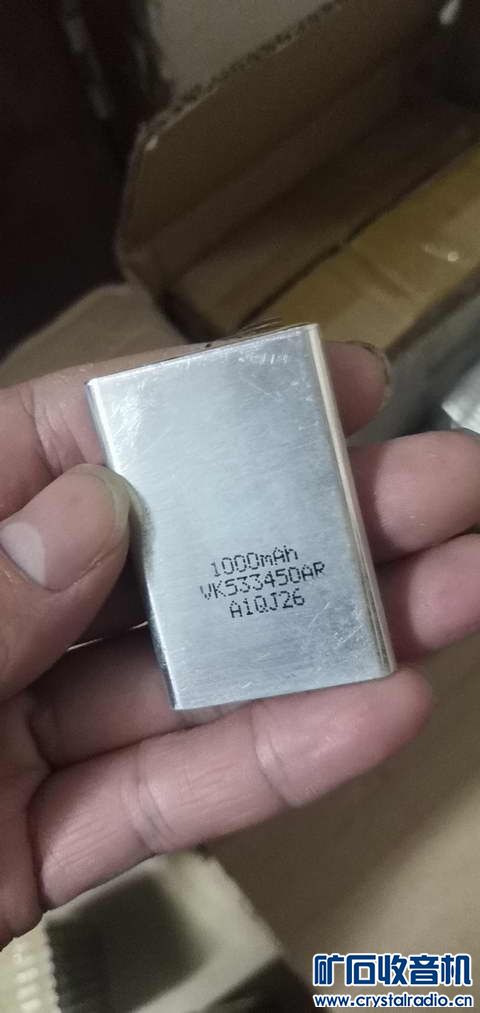 1000mAh
VK533450AR
A1QJ26
矿石收音机
www.crystalradio.cn